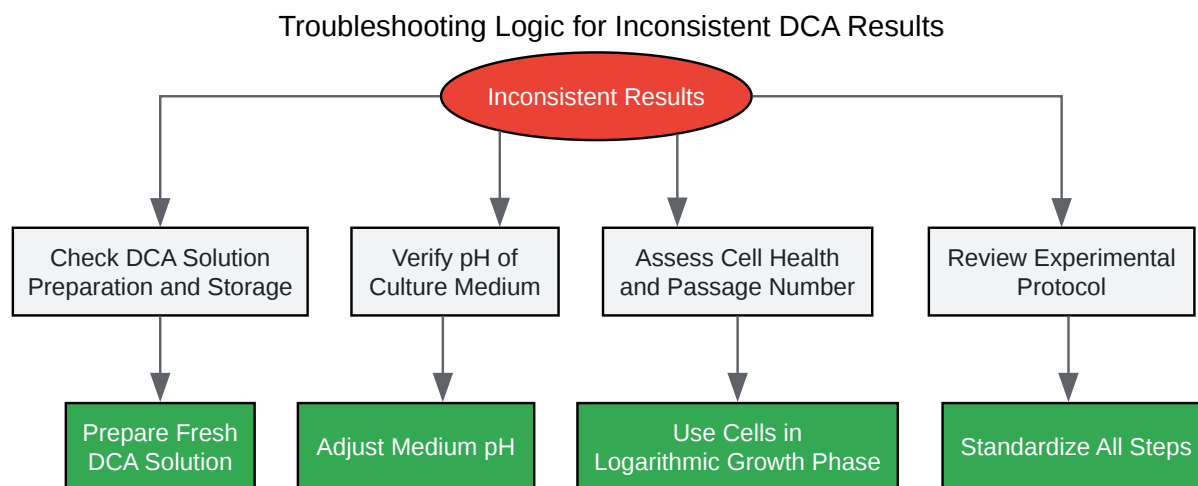 Troubleshooting Logic for Inconsistent DCA Results
Inconsistent Results
Check DCA Solution
Preparation and Storage
Verify pH of
Culture Medium
Assess Cell Health
and Passage Number
Review Experimental
Protocol
Prepare Fresh
DCA Solution
Adjust Medium pH
Use Cells in
Logarithmic Growth Phase
Standardize All Steps